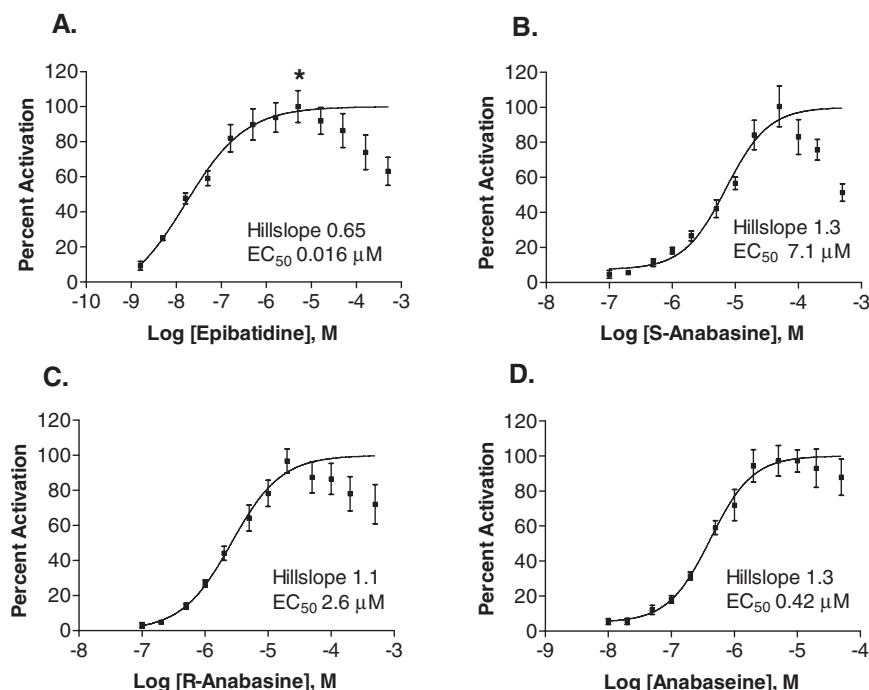 A.
120
100
80
60
40
20
0
Percent Activation
*
Hillslope 0.65
EC50 0.016 µM
-10 -9 -8 -7 -6 -5 -4 -3
Log [Epibatidine], M
B.
120
100
80
60
40
20
0
Percent Activation
Hillslope 1.3
EC50 7.1 µM
-8 -7 -6 -5 -4 -3
Log [S-Anabasine], M
C.
120
100
80
60
40
20
0
Percent Activation
Hillslope 1.1
EC50 2.6 µM
-8 -7 -6 -5 -4 -3
Log [R-Anabasine], M
D.
120
100
80
60
40
20
0
Percent Activation
Hillslope 1.3
EC50 0.42 µM
-9 -8 -7 -6 -5 -4
Log [Anabaseine], M